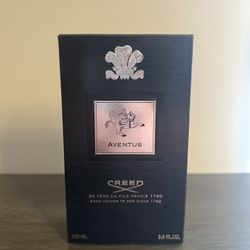 AVENTUS
CREED
DE PÈRE EN FILS DEPUIS 1760
FROM FATHER TO SON SINCE 1760
100 ML
3.3 FL.OZ.